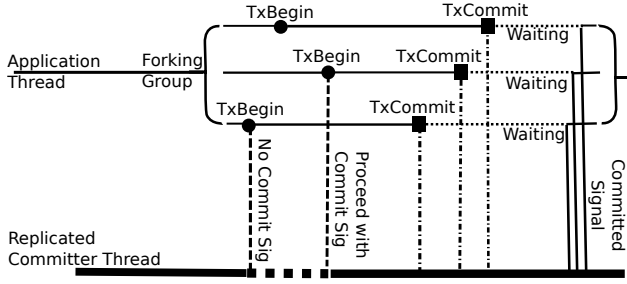 TxBegin
TxCommit
Waiting
Application
Thread
Forking
Group
TxBegin
TxCommit
Waiting
TxBegin
TxCommit
Waiting
No Commit Sig
Proceed with
Commit Sig
Committed
Signal
Replicated
Committer Thread